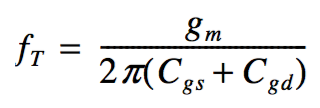 f_T = g_m / 2π(C_gs + C_gd)